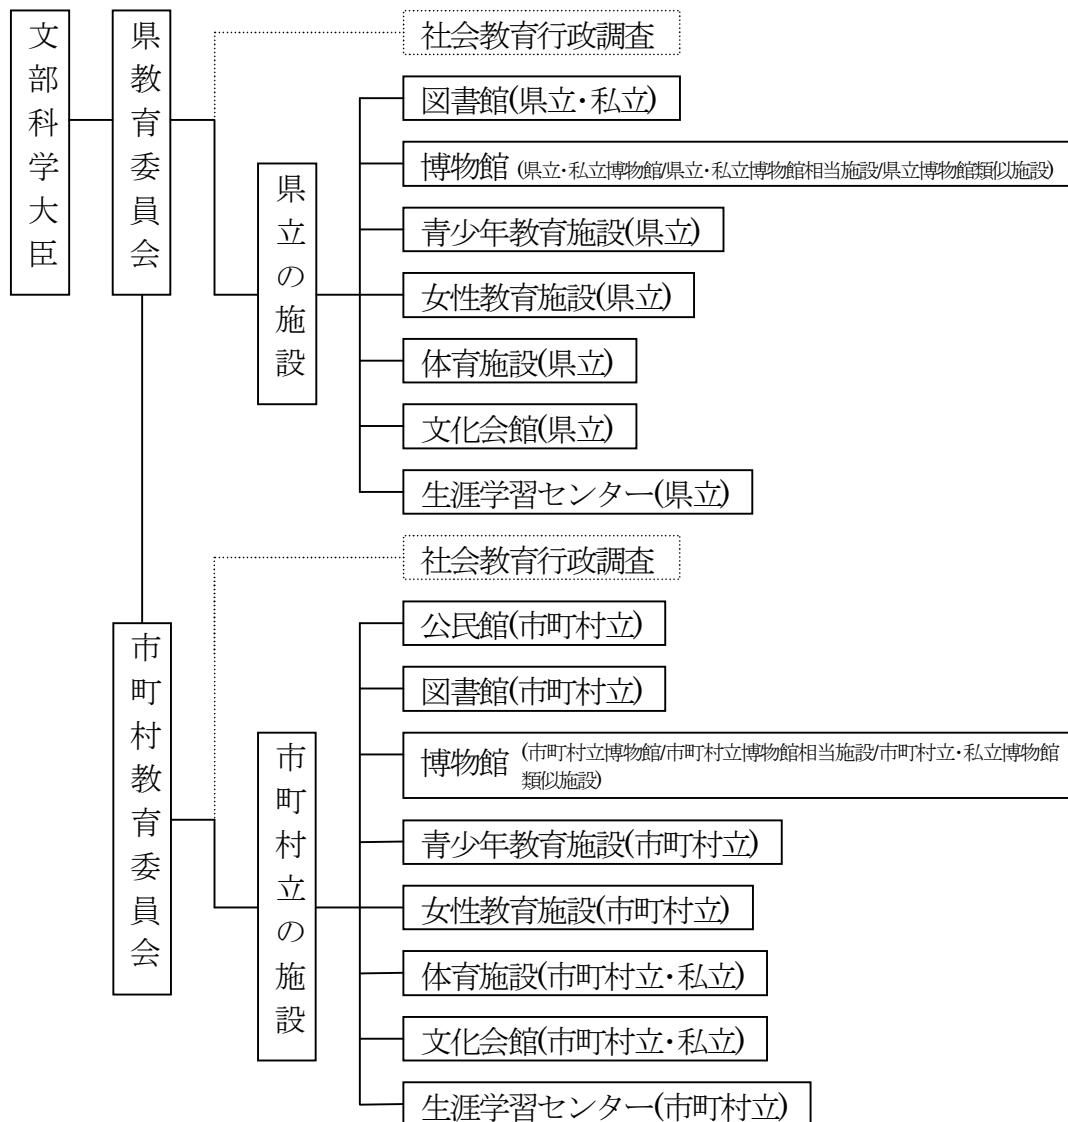 文部科学大臣
県教育委員会
社会教育行政調査
県立の施設
図書館(県立・私立)
博物館 (県立・私立博物館/県立・私立博物館相当施設/県立博物館類似施設)
青少年教育施設(県立)
女性教育施設(県立)
体育施設(県立)
文化会館(県立)
生涯学習センター(県立)
市町村教育委員会
社会教育行政調査
市町村立の施設
公民館(市町村立)
図書館(市町村立)
博物館 (市町村立博物館/市町村立博物館相当施設/市町村立・私立博物館
類似施設)
青少年教育施設(市町村立)
女性教育施設(市町村立)
体育施設(市町村立・私立)
文化会館(市町村立・私立)
生涯学習センター(市町村立)